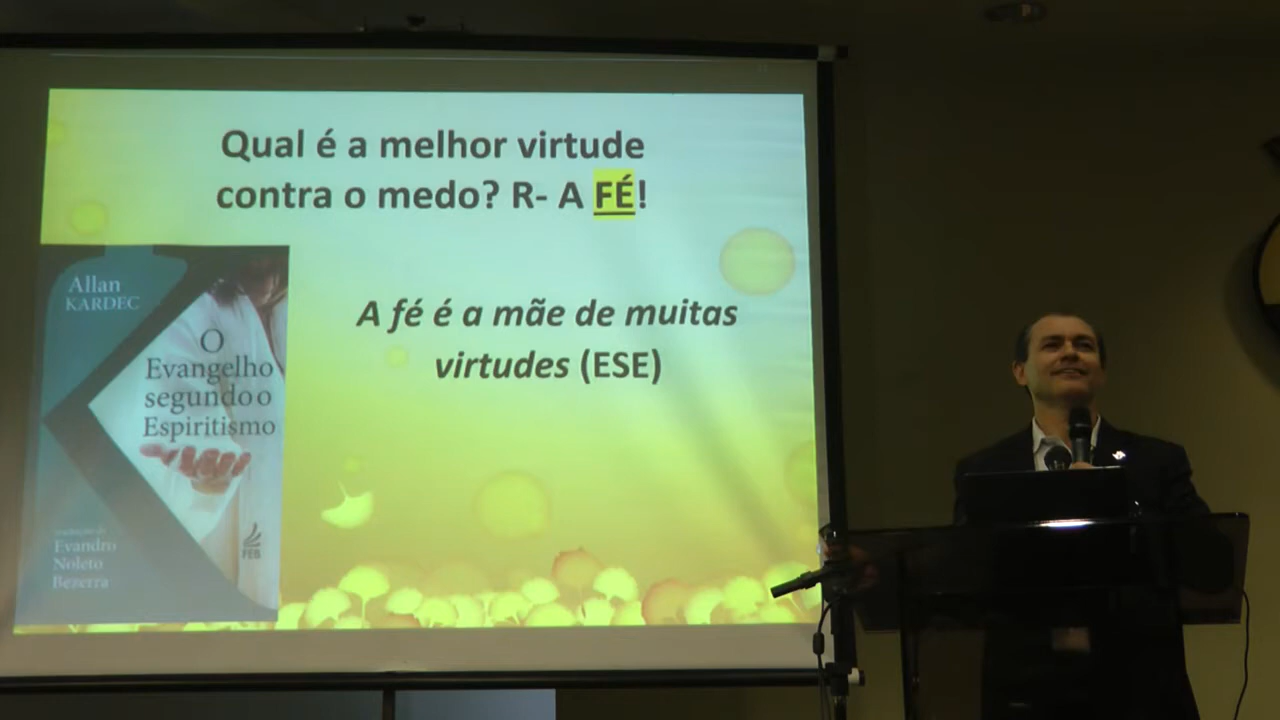 Qual é a melhor virtude
contra o medo? R- A FÉ!
A fé é a mãe de muitas
virtudes (ESE)
Allan
KARDEC
O
Evangelho
segundo o
Espiritismo
Evandro
Noleto
Bezerra
FEB